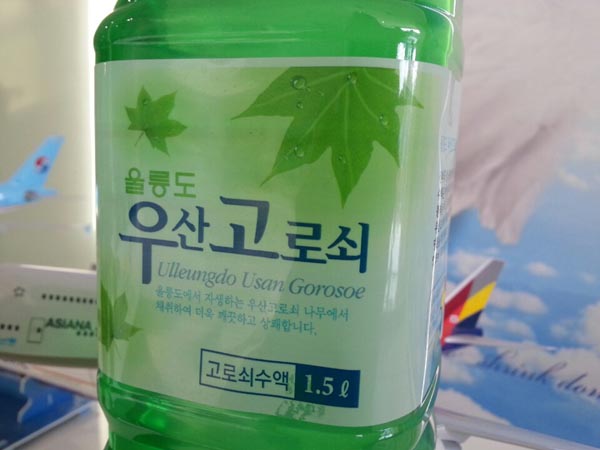 울릉도
우산고로쇠
Ulleungdo Usan Gorosoe
울릉도에서 자생하는 우산고로쇠 나무에서
채취하여 더욱 깨끗하고 상쾌합니다.
고로쇠수액 1.5 ℓ
ASIANA